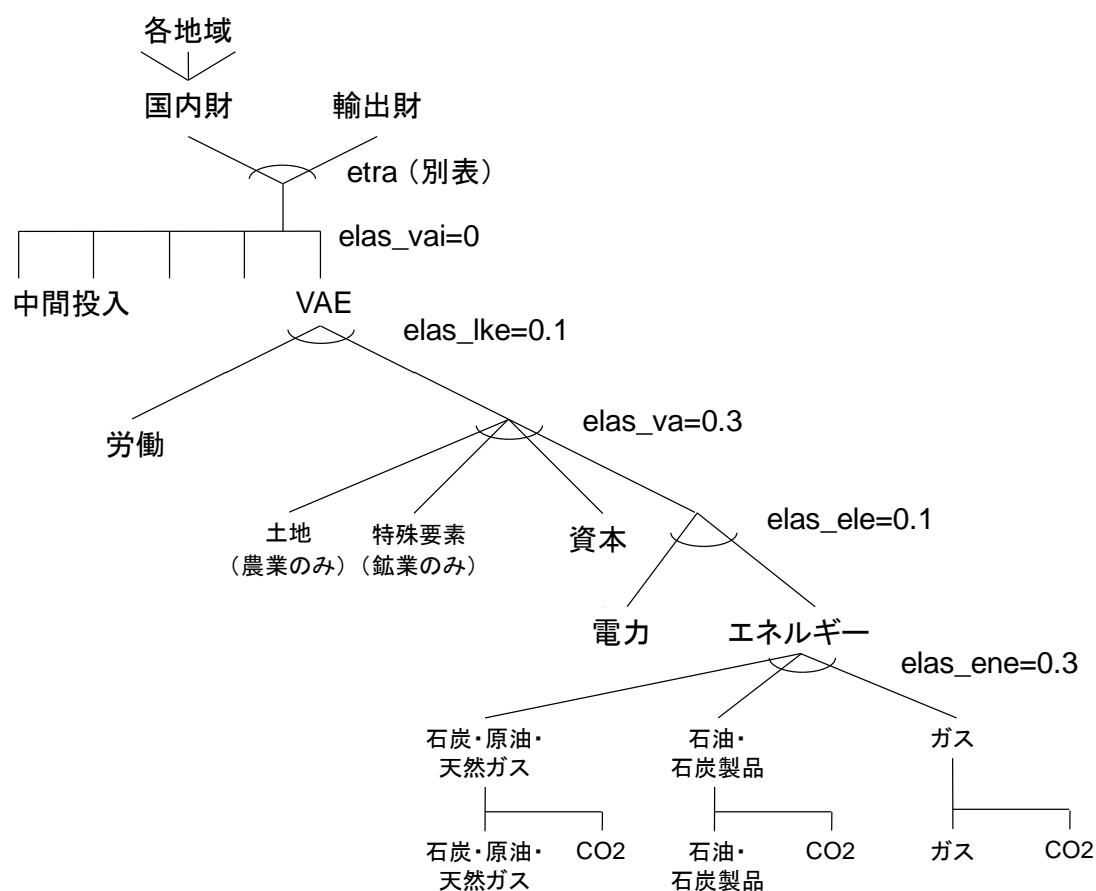 各地域
国内財
輸出財
etra（別表）
elas_vai=0
中間投入
VAE
elas_lke=0.1
労働
elas_va=0.3
土地
（農業のみ）
特殊要素
（鉱業のみ）
資本
elas_ele=0.1
電力
エネルギー
elas_ene=0.3
石炭・原油・
天然ガス
石油・
石炭製品
ガス
石炭・原油・
天然ガス
CO2
石油・
石炭製品
CO2
ガス
CO2